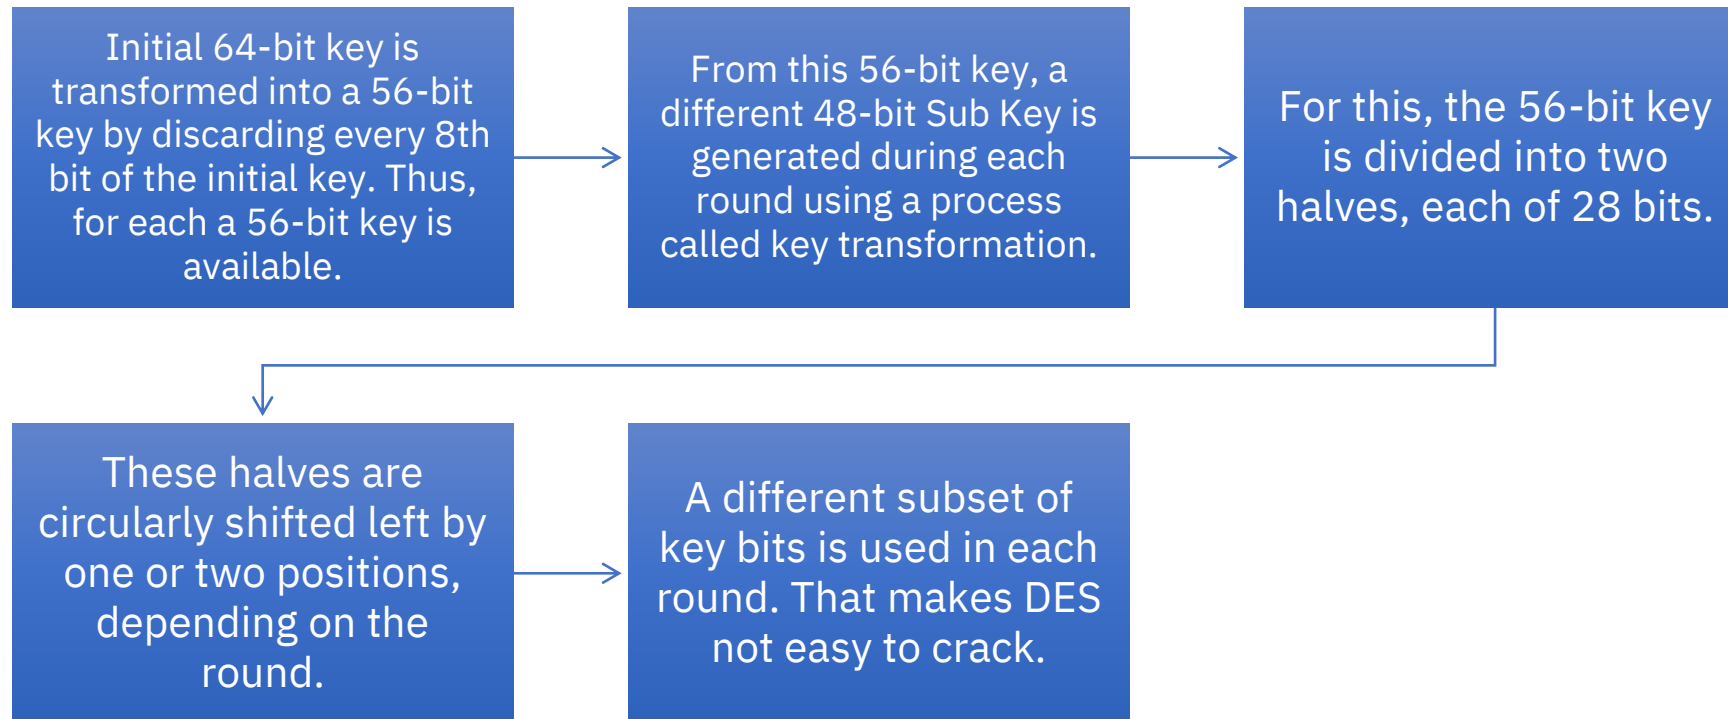 Initial 64-bit key is
transformed into a 56-bit
key by discarding every 8th
bit of the initial key. Thus,
for each a 56-bit key is
available.
From this 56-bit key, a
different 48-bit Sub Key is
generated during each
round using a process
called key transformation.
For this, the 56-bit key
is divided into two
halves, each of 28 bits.
These halves are
circularly shifted left by
one or two positions,
depending on the
round.
A different subset of
key bits is used in each
round. That makes DES
not easy to crack.